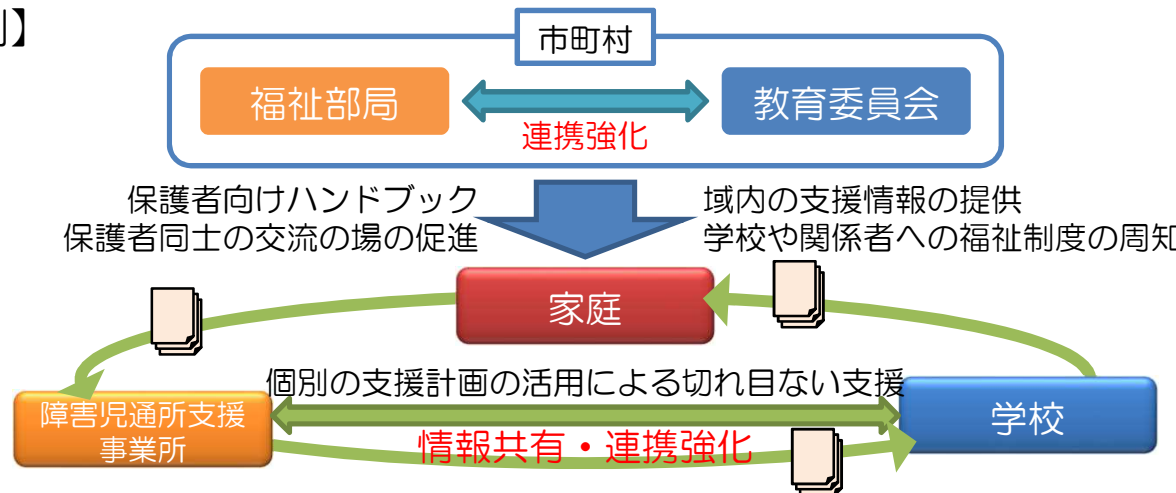 】
市町村
福祉部局
教育委員会
連携強化
保護者向けハンドブック
保護者同士の交流の場の促進
域内の支援情報の提供
学校や関係者への福祉制度の周知
家庭
個別の支援計画の活用による切れ目ない支援
障害児通所支援
事業所
学校
情報共有・連携強化